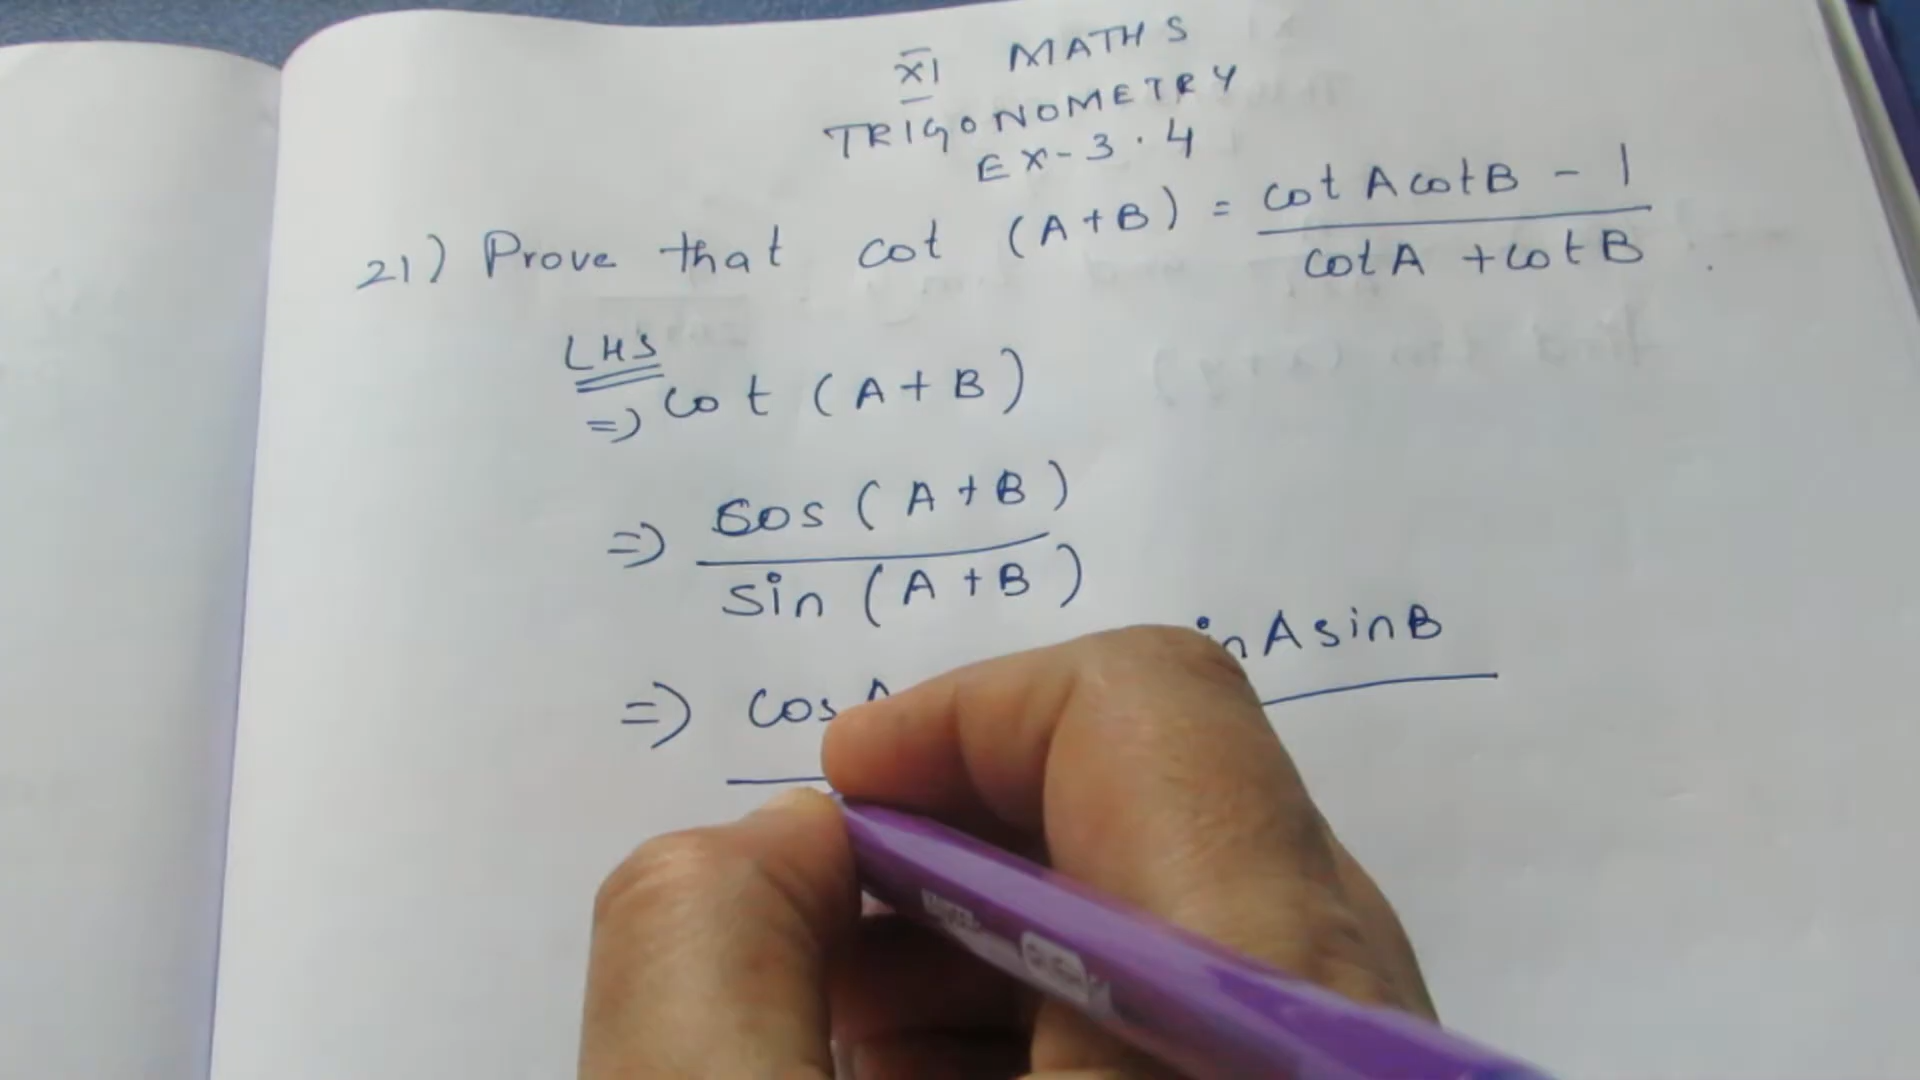 XI MATHS
TRIGONOMETRY
EX-3.4
21) Prove that cot (A+B) = cot A cot B - 1
cot A + cot B .
LHS
=) cot (A+B)
=) cos (A+B)
sin (A+B)
=) cos A sin B